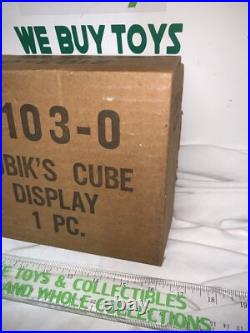 WE BUY TOYS
103-0
BIK'S CUBE
DISPLAY
1 PC.
E TOYS & COLLECTIBLES
AND WHOLE COLLECTIONS